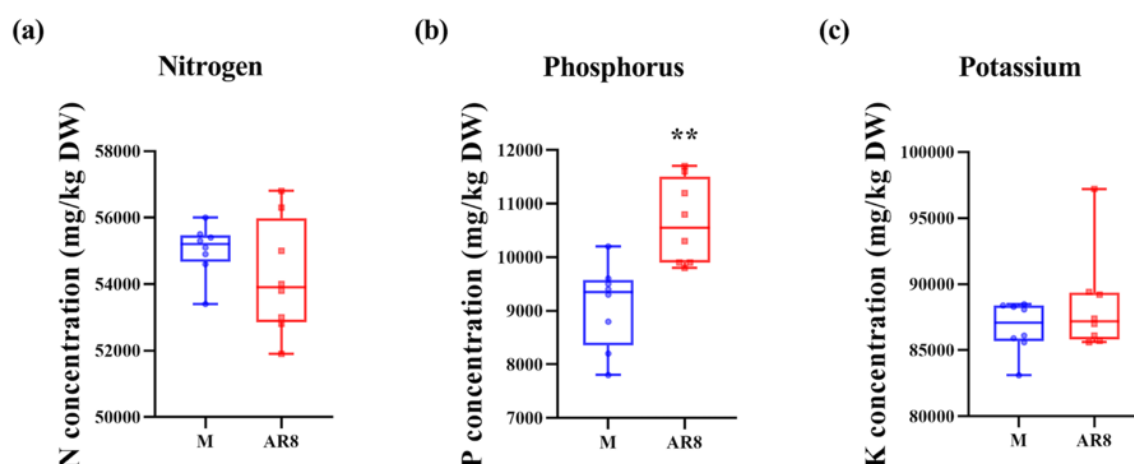 (a)
Nitrogen
N concentration (mg/kg DW)
58000
56000
54000
52000
50000
M
AR8
(b)
Phosphorus
P concentration (mg/kg DW)
12000
11000
10000
9000
8000
7000
**
M
AR8
(c)
Potassium
K concentration (mg/kg DW)
100000
95000
90000
85000
80000
M
AR8